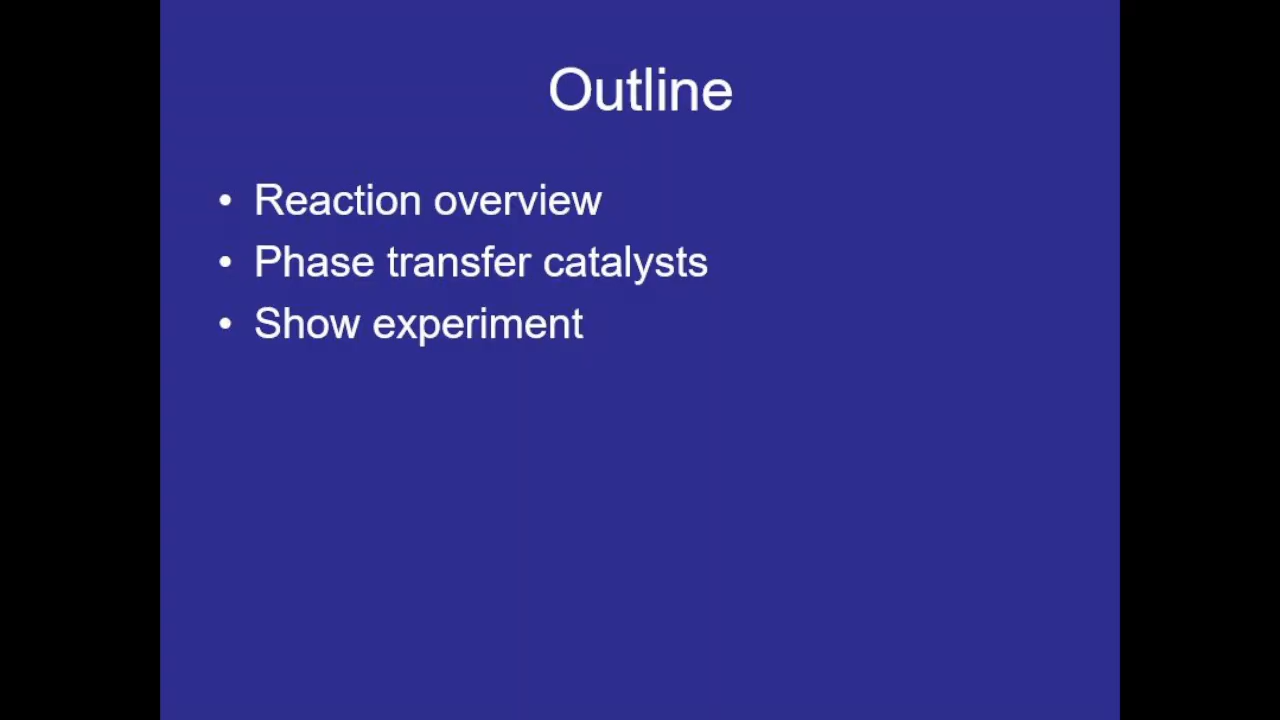 Outline
• Reaction overview
• Phase transfer catalysts
• Show experiment